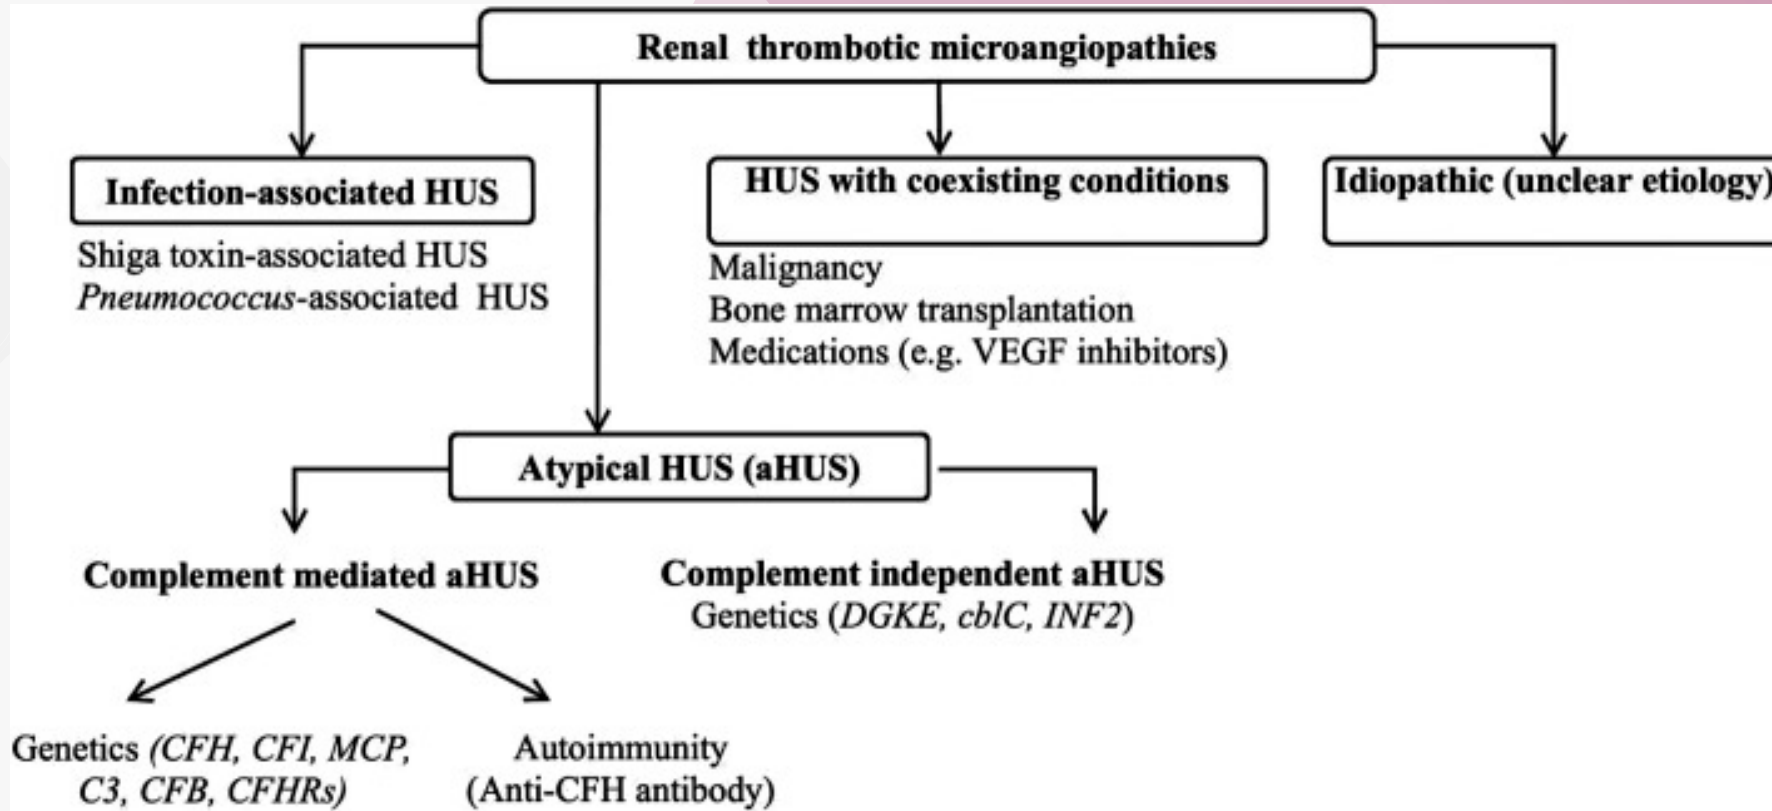 Renal thrombotic microangiopathies
Infection-associated HUS
Shiga toxin-associated HUS
Pneumococcus-associated HUS
HUS with coexisting conditions
Malignancy
Bone marrow transplantation
Medications (e.g. VEGF inhibitors)
Idiopathic (unclear etiology)
Atypical HUS (aHUS)
Complement mediated aHUS
Complement independent aHUS
Genetics (DGKE, cblC, INF2)
Genetics (CFH, CFI, MCP,
C3, CFB, CFHRs)
Autoimmunity
(Anti-CFH antibody)